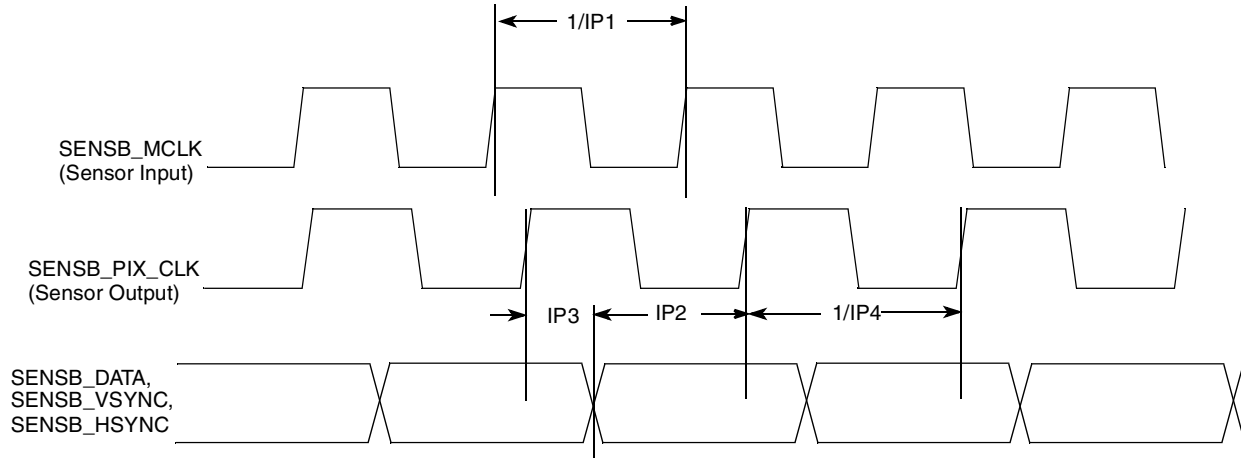 1/IP1
SENSB_MCLK
(Sensor Input)
SENSB_PIX_CLK
(Sensor Output)
IP3
IP2
1/IP4
SENSB_DATA,
SENSB_VSYNC,
SENSB_HSYNC